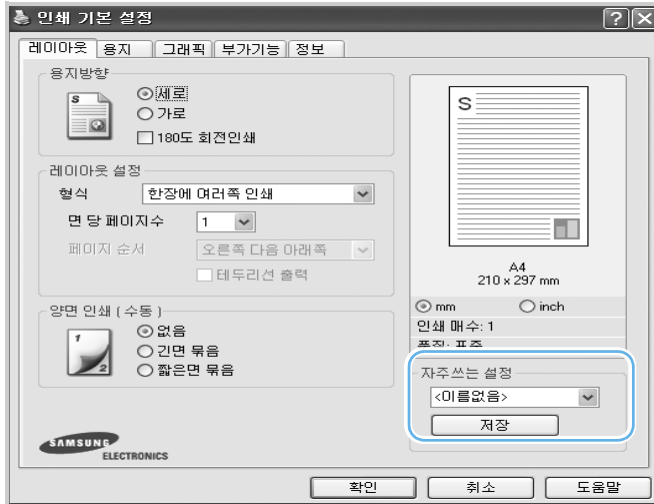 인쇄 기본 설정
레이아웃 용지 그래픽 부가기능 정보
용지방향
세로
가로
180도 회전인쇄
레이아웃 설정
형식 한장에 여러쪽 인쇄
면 당 페이지수 1
페이지 순서 오른쪽 다음 아래쪽
테두리선 출력
양면 인쇄 ( 수동 )
없음
긴면 묶음
짧은면 묶음
SAMSUNG
ELECTRONICS
S
A4
210 x 297 mm
mm inch
인쇄 매수: 1
품질: 표준
자주쓰는 설정
<이름없음>
저장
확인 취소 도움말